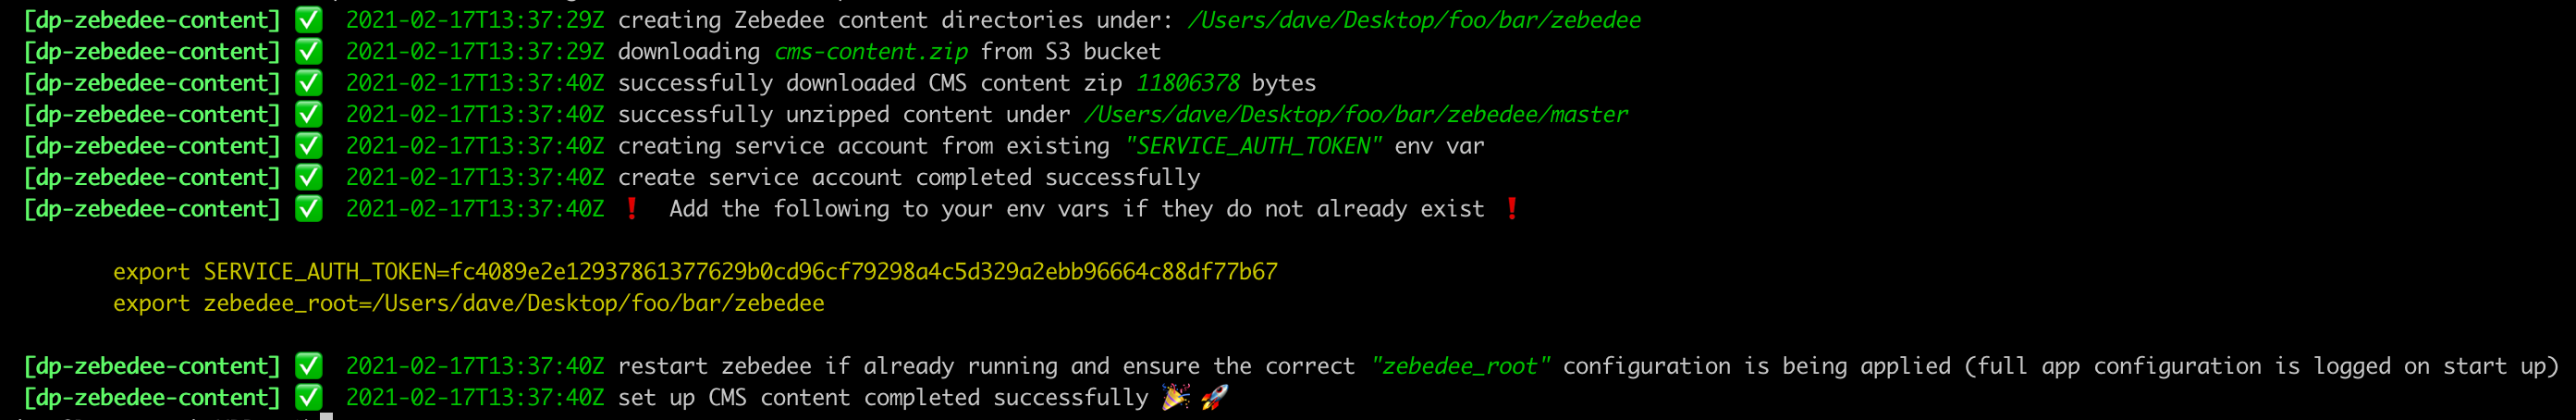 [dp-zebedee-content] ✅ 2021-02-17T13:37:29Z creating Zebedee content directories under: /Users/dave/Desktop/foo/bar/zebedee
[dp-zebedee-content] ✅ 2021-02-17T13:37:29Z downloading cms-content.zip from S3 bucket
[dp-zebedee-content] ✅ 2021-02-17T13:37:40Z successfully downloaded CMS content zip 11806378 bytes
[dp-zebedee-content] ✅ 2021-02-17T13:37:40Z successfully unzipped content under /Users/dave/Desktop/foo/bar/zebedee/master
[dp-zebedee-content] ✅ 2021-02-17T13:37:40Z creating service account from existing "SERVICE_AUTH_TOKEN" env var
[dp-zebedee-content] ✅ 2021-02-17T13:37:40Z create service account completed successfully
[dp-zebedee-content] ✅ 2021-02-17T13:37:40Z ❗ Add the following to your env vars if they do not already exist ❗
export SERVICE_AUTH_TOKEN=fc4089e2e12937861377629b0cd96cf79298a4c5d329a2ebb96664c88df77b67
export zebedee_root=/Users/dave/Desktop/foo/bar/zebedee
[dp-zebedee-content] ✅ 2021-02-17T13:37:40Z restart zebedee if already running and ensure the correct "zebedee_root" configuration is being applied (full app configuration is logged on start up)
[dp-zebedee-content] ✅ 2021-02-17T13:37:40Z set up CMS content completed successfully 🎉 🚀